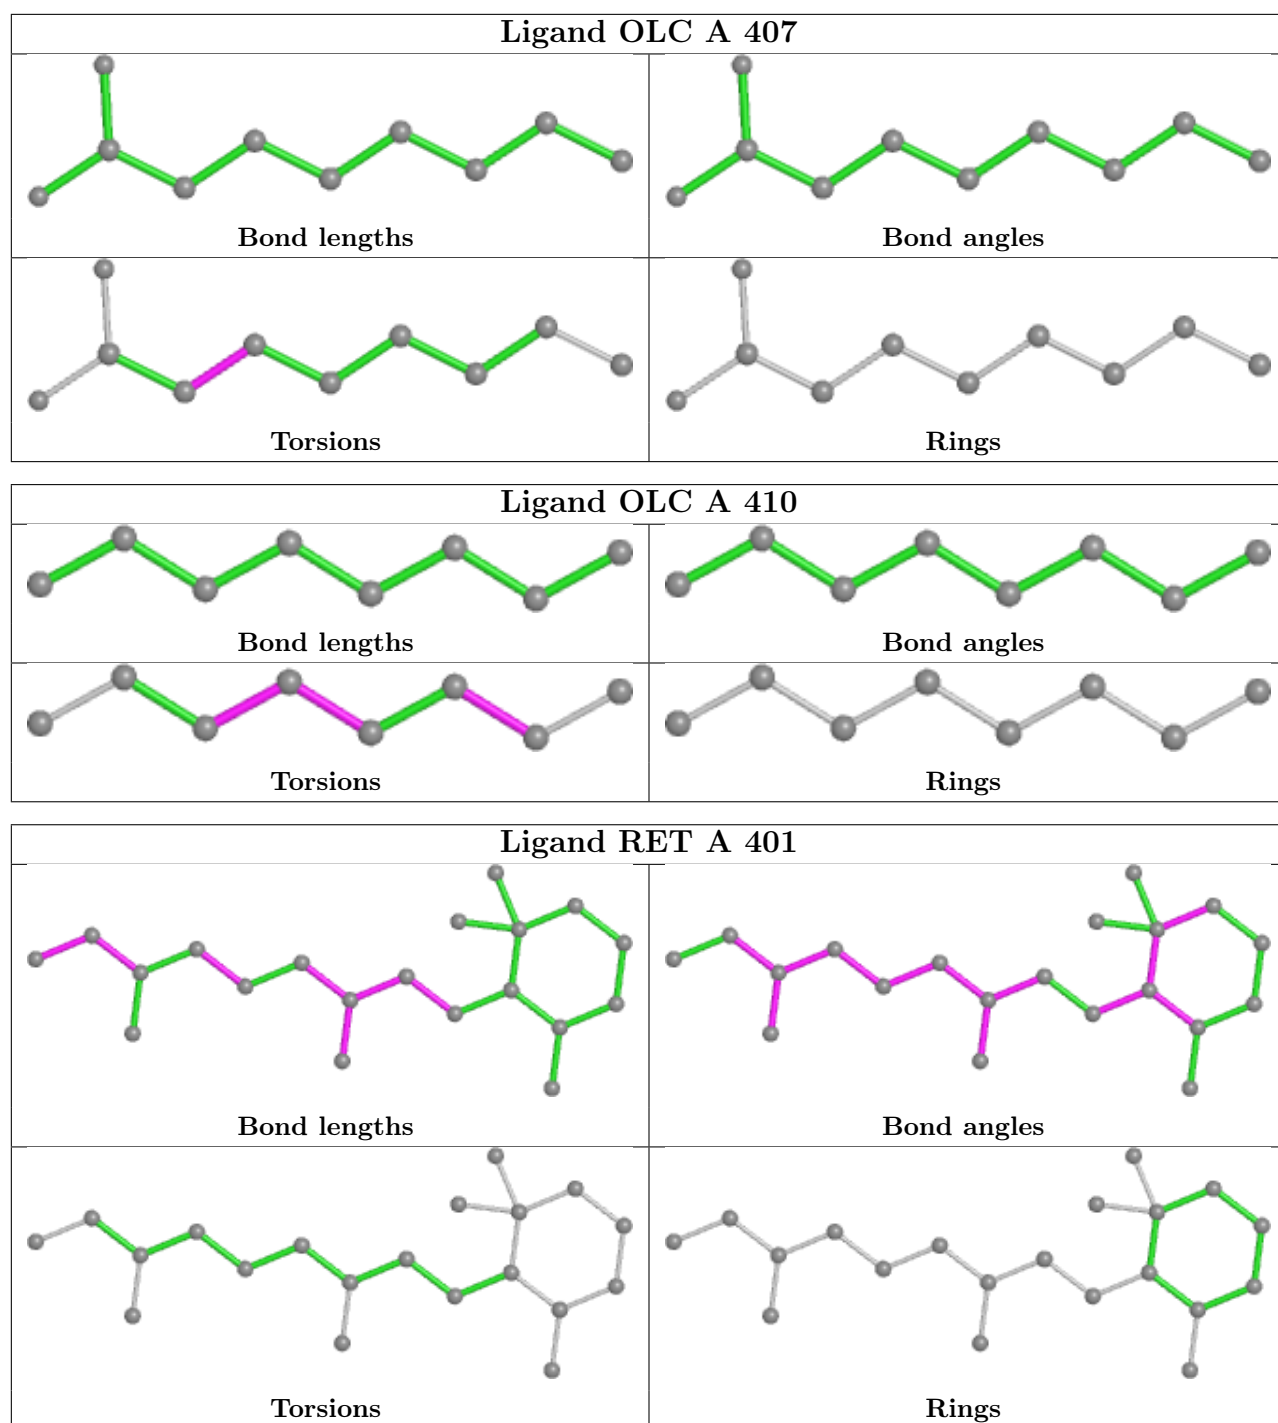 Ligand OLC A 407
Bond lengths
Bond angles
Torsions
Rings
Ligand OLC A 410
Bond lengths
Bond angles
Torsions
Rings
Ligand RET A 401
Bond lengths
Bond angles
Torsions
Rings